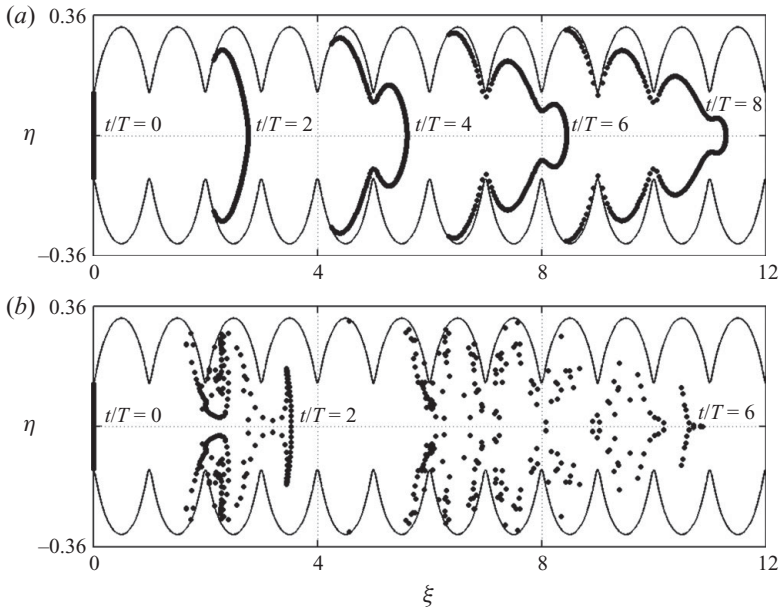 (a)
0.36
η
–0.36
t/T = 0
t/T = 2
t/T = 4
t/T = 6
t/T = 8
0 4 8 12
(b)
0.36
η
–0.36
t/T = 0
t/T = 2
t/T = 6
0 4 8 12
ξ